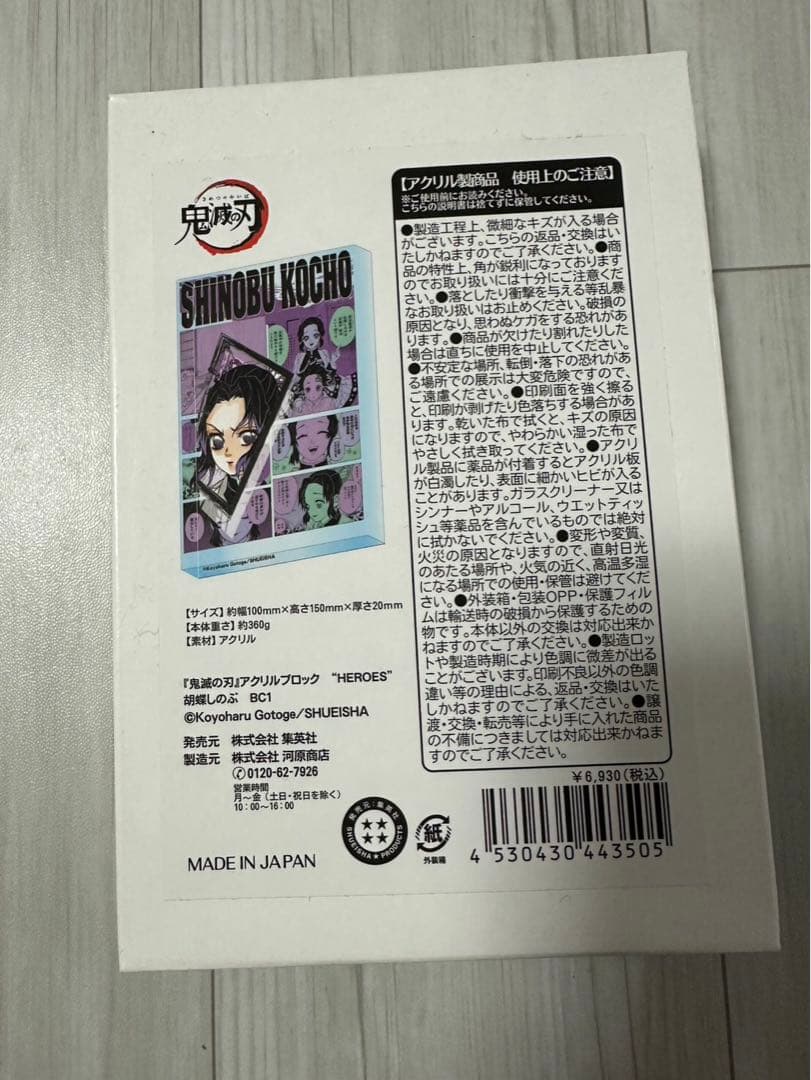 きめつのやいば
鬼滅の刃
SHINOBU KOCHO
©Koyoharu Gotoge/SHUEISHA
【サイズ】約幅100mm×高さ150mm×厚さ20mm
【本体重さ】約360g
【素材】アクリル
『鬼滅の刃』アクリルブロック “HEROES”
胡蝶しのぶ BC1
©Koyoharu Gotoge/SHUEISHA
発売元 株式会社 集英社
製造元 株式会社 河原商店
✆0120-62-7926
営業時間
月〜金（土日・祝日を除く）
10：00〜16：00
MADE IN JAPAN
発売元：集英社
SHUEISHA★PRODUCTS
紙
外装箱
【アクリル製商品 使用上のご注意】
※ご使用前にお読みください。
こちらの説明書は捨てずに保管してください。
●製造工程上、微細なキズが入る場合
がございます。こちらの返品・交換はい
たしかねますのでご了承ください。●商
品の特性上、角が鋭利になっております
のでお取り扱いには十分にご注意くだ
さい。●落としたり衝撃を与える等乱暴
なお取り扱いはお止めください。破損の
原因となり、思わぬケガをする恐れがあ
ります。●商品が欠けたり割れたりした
場合は直ちに使用を中止してください。
●不安定な場所、転倒・落下の恐れがあ
る場所での展示は大変危険ですので、
ご遠慮ください。●印刷面を強く擦る
と、印刷が剥げたり色落ちする場合があ
ります。乾いた布で拭くと、キズの原因
になりますので、やわらかい湿った布で
やさしく拭き取ってください。●アクリ
ル製品に薬品が付着するとアクリル板
が白濁したり、表面に細かいヒビが入る
ことがあります。ガラスクリーナー又は
シンナーやアルコール、ウエットティッ
シュ等薬品を含んでいるものでは絶対
に拭かないでください。●変形や変質、
火災の原因となりますので、直射日光
のあたる場所や、火気の近く、高温多湿
になる場所での使用・保管は避けてくだ
さい。●外装箱・包装OPP・保護フィル
ムは輸送時の破損から保護するための
物です。本体以外の交換は対応出来か
ねますのでご了承ください。●製造ロッ
トや製造時期により色調に微差が出る
ことがございます。印刷不良以外の色調
違い等の理由による、返品・交換はいた
しかねますのでご了承ください。●譲
渡・交換・転売等により手に入れた商品
の不備につきましては対応出来かねま
すのでご了承ください。
￥6,930（税込）
4 530430 443505